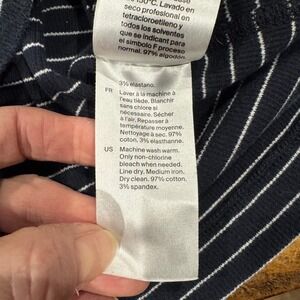 150°C. Lavado en
seco profesional en
tetracloroetileno y
todos los solventes
que se indican para
el símbolo F proceso
normal. 97% algodón
3% elastano.
FR Laver à la machine à
l'eau tiède. Blanchir
sans chlore si
nécessaire. Sécher
à l'air. Repasser à
température moyenne.
Nettoyage à sec. 97%
coton, 3% elasthanne.
US Machine wash warm.
Only non-chlorine
bleach when needed.
Line dry. Medium iron.
Dry clean. 97% cotton,
3% spandex.